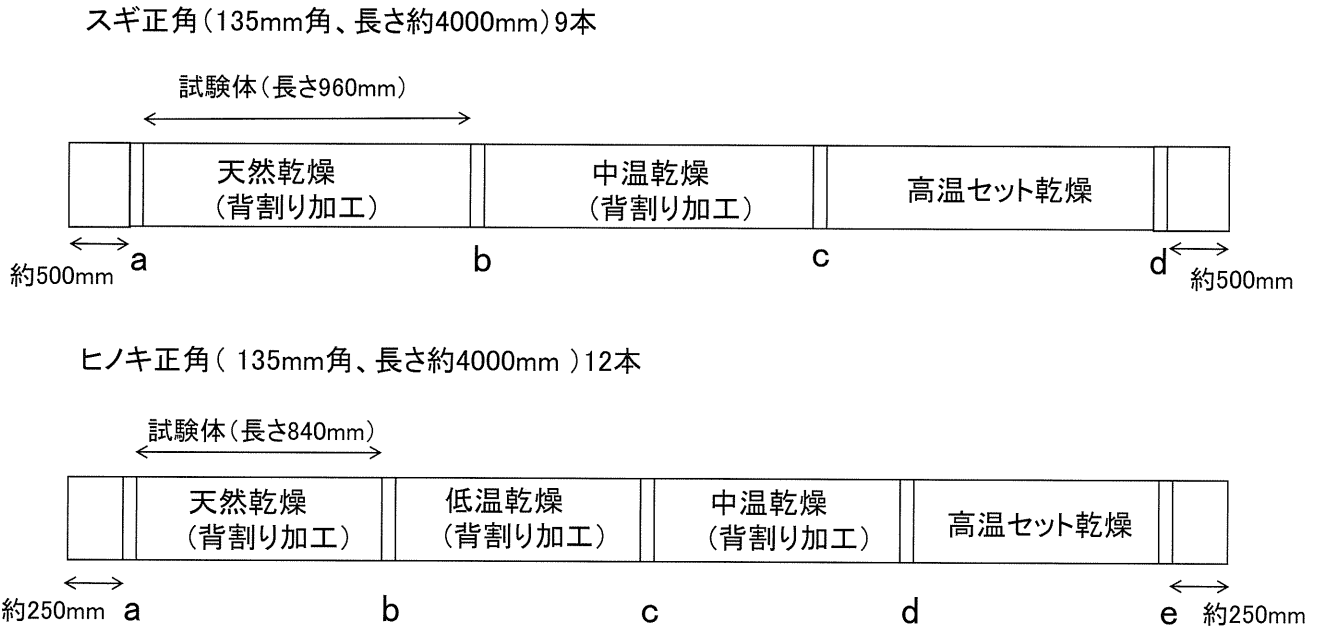 スギ正角（135mm角、長さ約4000mm）9本
試験体（長さ960mm）
天然乾燥
（背割り加工）
中温乾燥
（背割り加工）
高温セット乾燥
約500mm
a
b
c
d
約500mm
ヒノキ正角（ 135mm角、長さ約4000mm ）12本
試験体（長さ840mm）
天然乾燥
（背割り加工）
低温乾燥
（背割り加工）
中温乾燥
（背割り加工）
高温セット乾燥
約250mm
a
b
c
d
e
約250mm